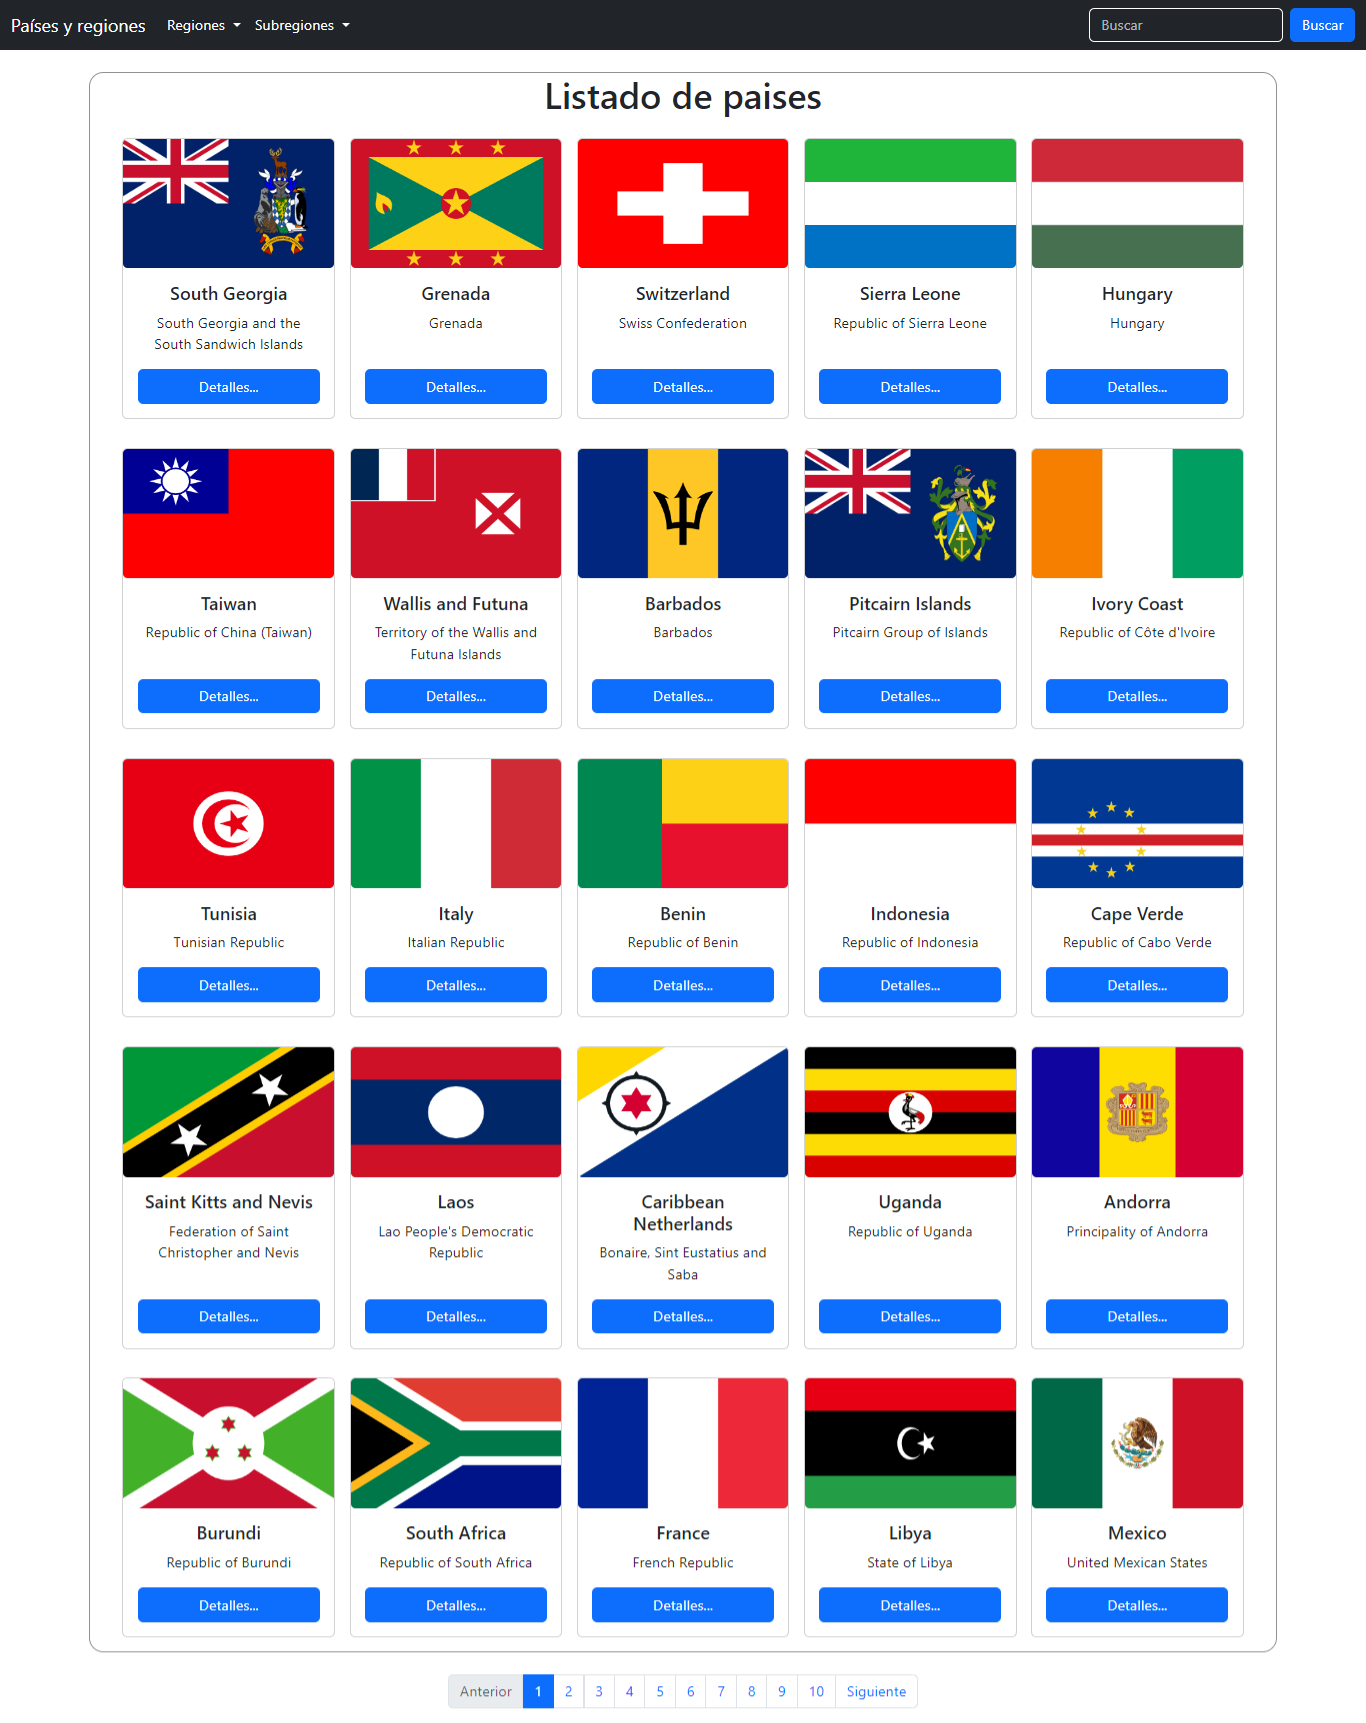 Países y regiones Regiones Subregiones Buscar Buscar
Listado de paises
South Georgia
South Georgia and the
South Sandwich Islands
Detalles...
Grenada
Grenada
Detalles...
Switzerland
Swiss Confederation
Detalles...
Sierra Leone
Republic of Sierra Leone
Detalles...
Hungary
Hungary
Detalles...
Taiwan
Republic of China (Taiwan)
Detalles...
Wallis and Futuna
Territory of the Wallis and
Futuna Islands
Detalles...
Barbados
Barbados
Detalles...
Pitcairn Islands
Pitcairn Group of Islands
Detalles...
Ivory Coast
Republic of Côte d'Ivoire
Detalles...
Tunisia
Tunisian Republic
Detalles...
Italy
Italian Republic
Detalles...
Benin
Republic of Benin
Detalles...
Indonesia
Republic of Indonesia
Detalles...
Cape Verde
Republic of Cabo Verde
Detalles...
Saint Kitts and Nevis
Federation of Saint
Christopher and Nevis
Detalles...
Laos
Lao People's Democratic
Republic
Detalles...
Caribbean
Netherlands
Bonaire, Sint Eustatius and
Saba
Detalles...
Uganda
Republic of Uganda
Detalles...
Andorra
Principality of Andorra
Detalles...
Burundi
Republic of Burundi
Detalles...
South Africa
Republic of South Africa
Detalles...
France
French Republic
Detalles...
Libya
State of Libya
Detalles...
Mexico
United Mexican States
Detalles...
Anterior 1 2 3 4 5 6 7 8 9 10 Siguiente